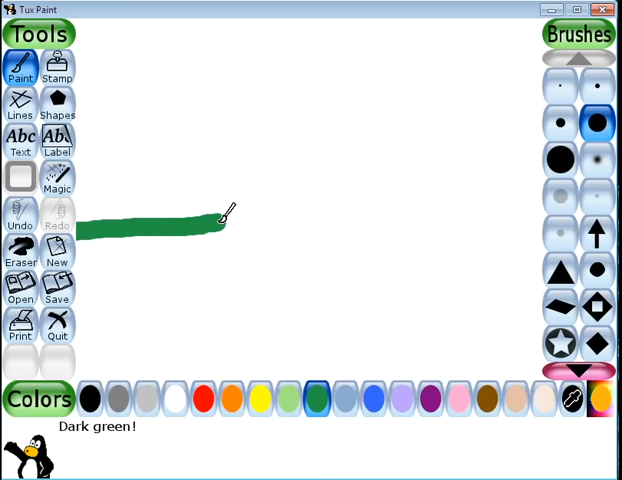 Tux Paint
Tools
Brushes
Paint
Stamp
Lines
Shapes
Abc
Text
Abc
Label
Magic
Undo
Redo
Eraser
New
Open
Save
Print
Quit
Colors
Dark green!